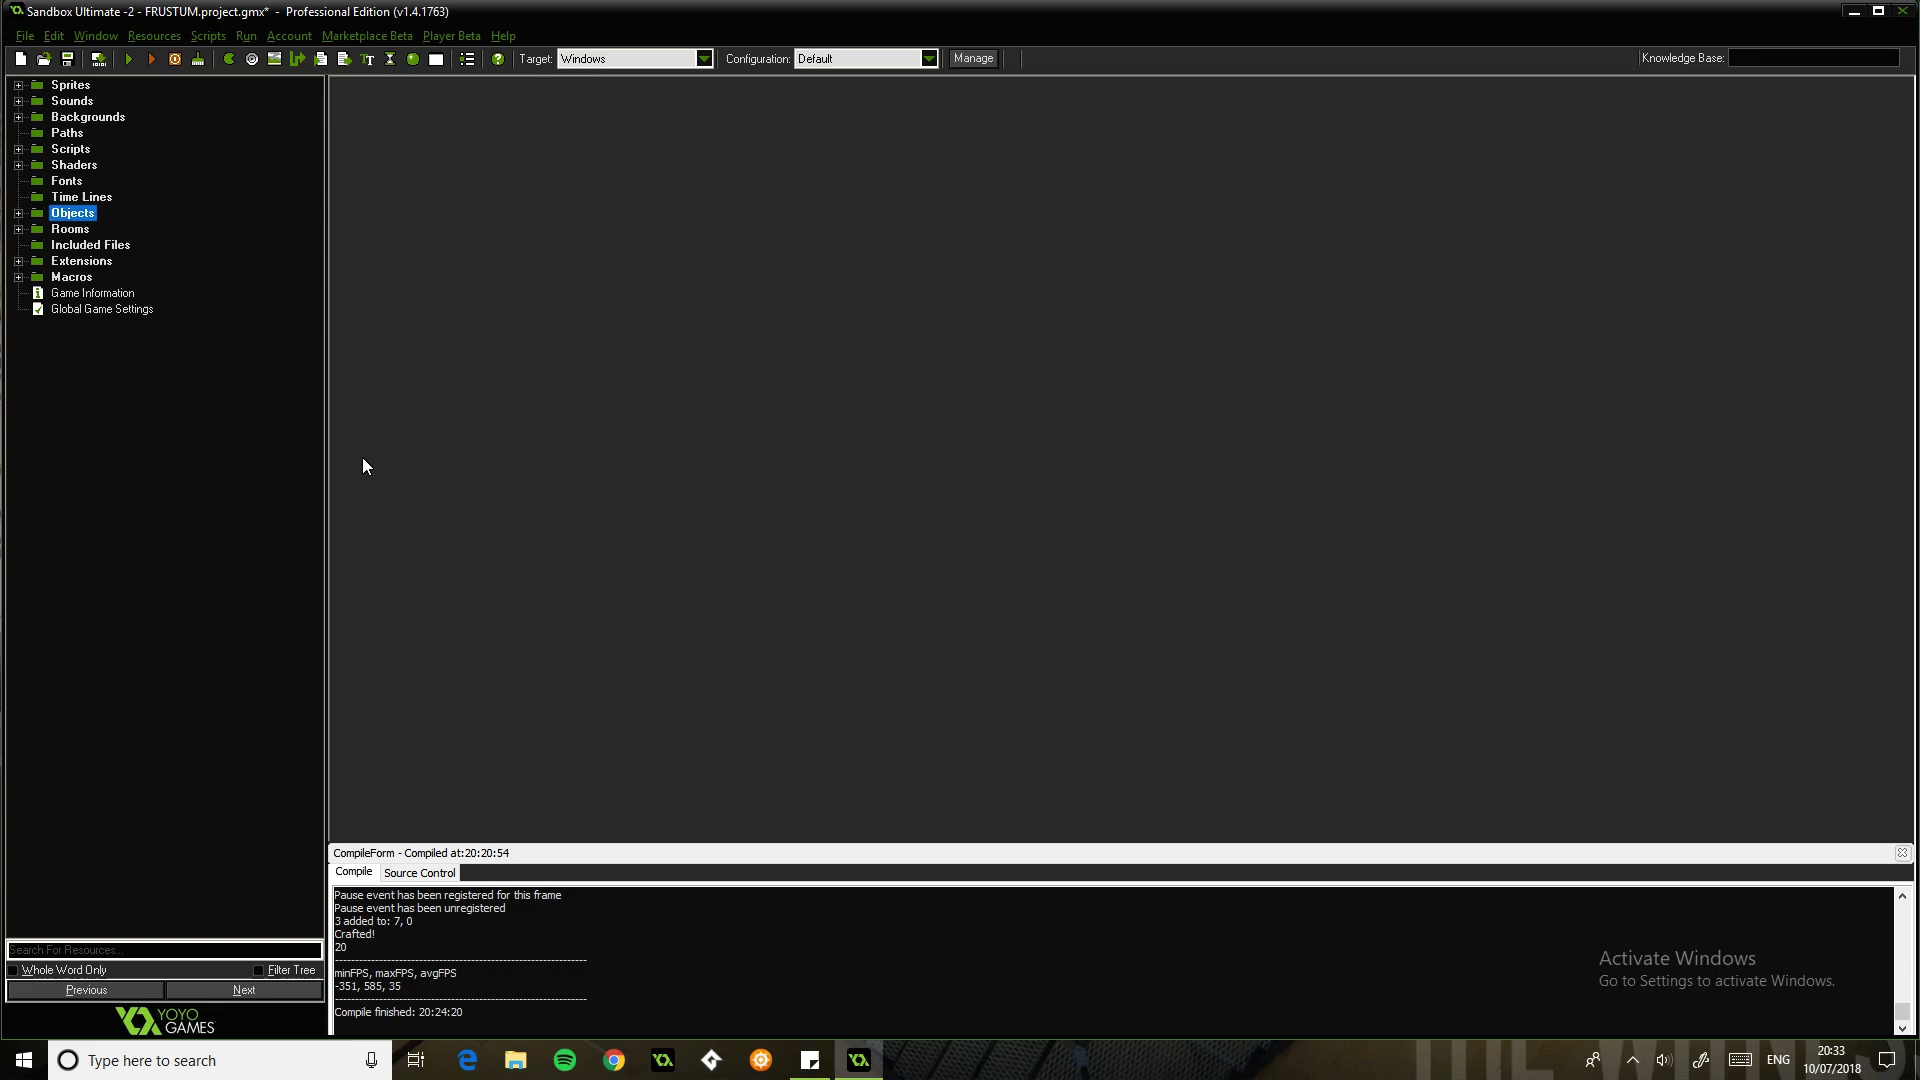 Sandbox Ultimate -2 - FRUSTUM.project.gmx* - Professional Edition (v1.4.1763)
File Edit Window Resources Scripts Run Account Marketplace Beta Player Beta Help
Target: Windows Configuration: Default Manage Knowledge Base:
Sprites
Sounds
Backgrounds
Paths
Scripts
Shaders
Fonts
Time Lines
Objects
Rooms
Included Files
Extensions
Macros
Game Information
Global Game Settings
CompileForm - Compiled at:20:20:54
Compile Source Control
Pause event has been registered for this frame
Pause event has been unregistered
3 added to: 7, 0
Crafted!
20
minFPS, maxFPS, avgFPS
-351, 585, 35
Compile finished: 20:24:20
Search For Resources...
Whole Word Only Filter Tree
Previous Next
YOYO
GAMES
Activate Windows
Go to Settings to activate Windows.
Type here to search
ENG
20:33
10/07/2018